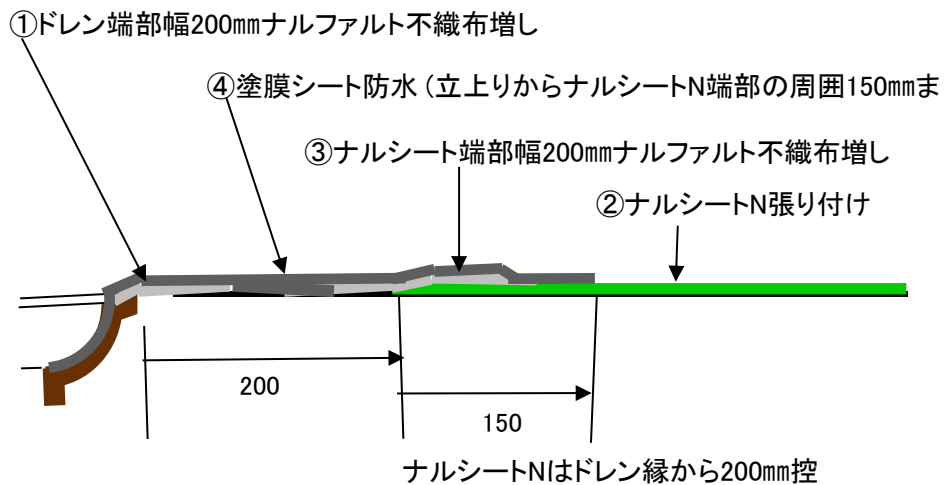 ①ドレン端部幅200㎜ナルファルト不織布増し
④塗膜シート防水（立上りからナルシートN端部の周囲150㎜ま
③ナルシート端部幅200㎜ナルファルト不織布増し
②ナルシートN張り付け
200
150
ナルシートNはドレン縁から200㎜控